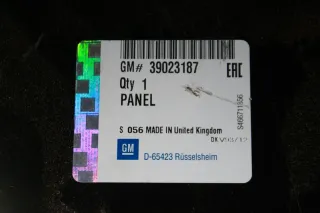 GM# 39023187
EAC
Qty 1
PANEL
S 056 MADE IN United Kingdom
GM
D-65423 Rüsselsheim